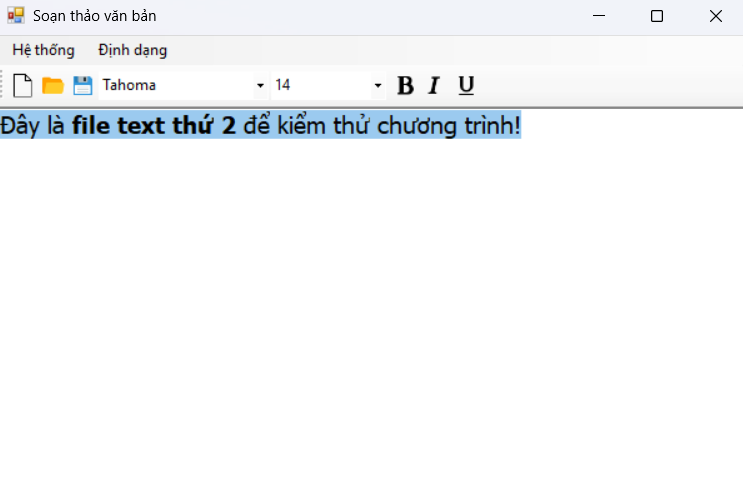 Soạn thảo văn bản
Hệ thống Định dạng
Tahoma 14 B I U
Đây là file text thứ 2 để kiểm thử chương trình!